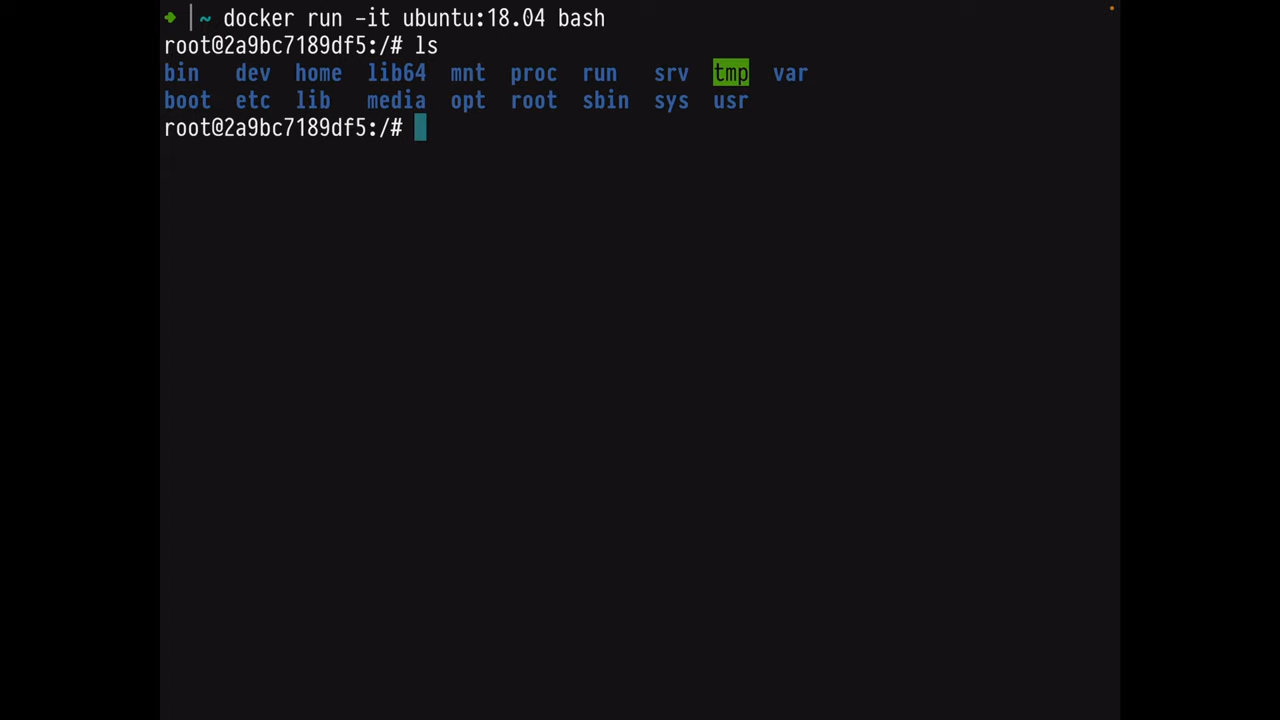 ➜ |~ docker run -it ubuntu:18.04 bash
root@2a9bc7189df5:/# ls
bin dev home lib64 mnt proc run srv tmp var
boot etc lib media opt root sbin sys usr
root@2a9bc7189df5:/#